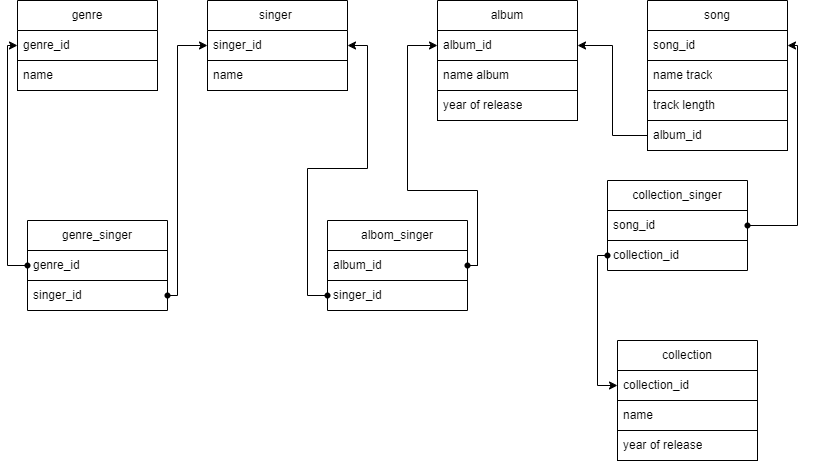 genre
genre_id
name
singer
singer_id
name
album
album_id
name album
year of release
song
song_id
name track
track length
album_id
genre_singer
genre_id
singer_id
albom_singer
album_id
singer_id
collection_singer
song_id
collection_id
collection
collection_id
name
year of release